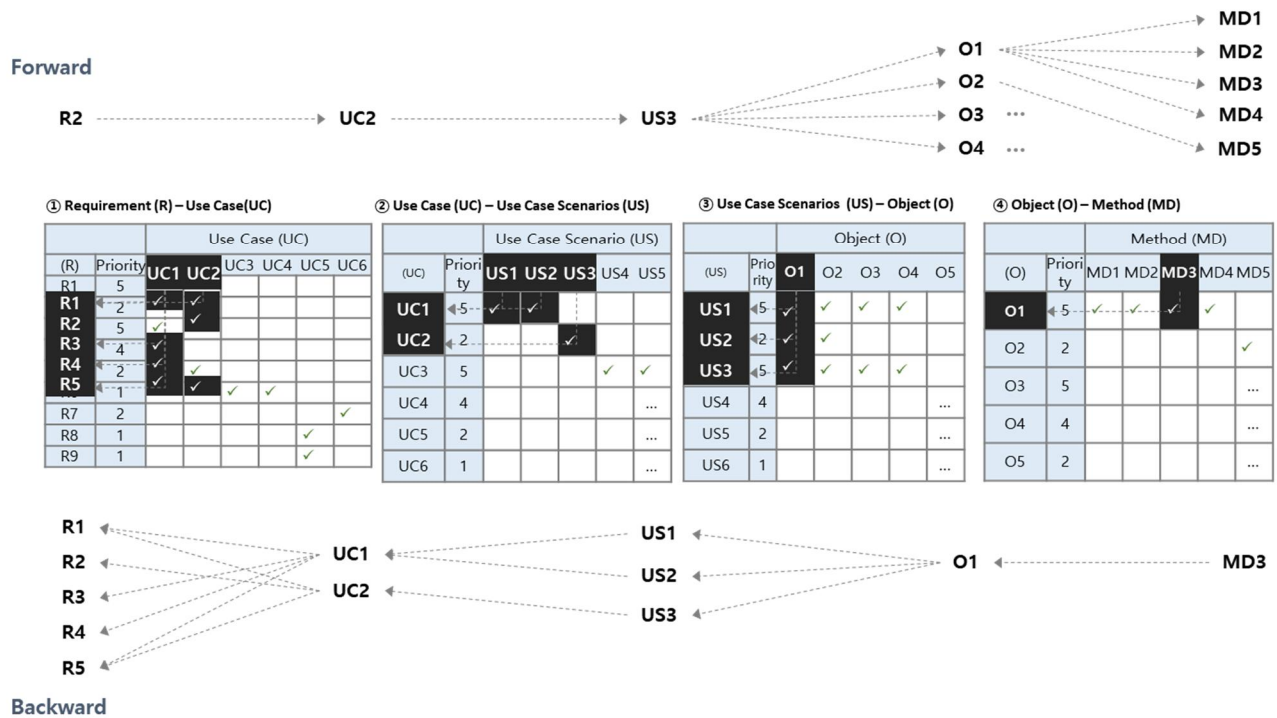 MD1
Forward
O1
MD2
O2
MD3
R2
UC2
US3
O3 ...
MD4
O4 ...
MD5
① Requirement (R) – Use Case(UC)
Use Case (UC)
(R) Priority UC1 UC2 UC3 UC4 UC5 UC6
R1 5
R1 ✓ ✓
2
R2 ✓
5 ✓
R3 ✓
4
R4 ✓
2 ✓
R5 ✓ ✓
1 ✓ ✓
R7 2 ✓
R8 1 ✓
R9 1 ✓
② Use Case (UC) – Use Case Scenarios (US)
Use Case Scenario (US)
(UC) Priori
ty
US1 US2 US3 US4 US5
UC1 5 ✓ ✓
UC2 2 ✓
UC3 5 ✓ ✓
UC4 4 ...
UC5 2 ...
UC6 1 ...
③ Use Case Scenarios (US) – Object (O)
Object (O)
(US) Prio
rity
O1 O2 O3 O4 O5
US1 5 ✓ ✓ ✓ ✓
US2 2 ✓ ✓
US3 5 ✓ ✓ ✓ ✓
US4 4 ...
US5 2 ...
US6 1 ...
④ Object (O) – Method (MD)
Method (MD)
(O) Priori
ty
MD1 MD2 MD3 MD4 MD5
O1 5 ✓ ✓ ✓ ✓
O2 2 ✓
O3 5 ...
O4 4 ...
O5 2 ...
R1
R2
R3
R4
R5
UC1
UC2
US1
US2
US3
O1
MD3
Backward